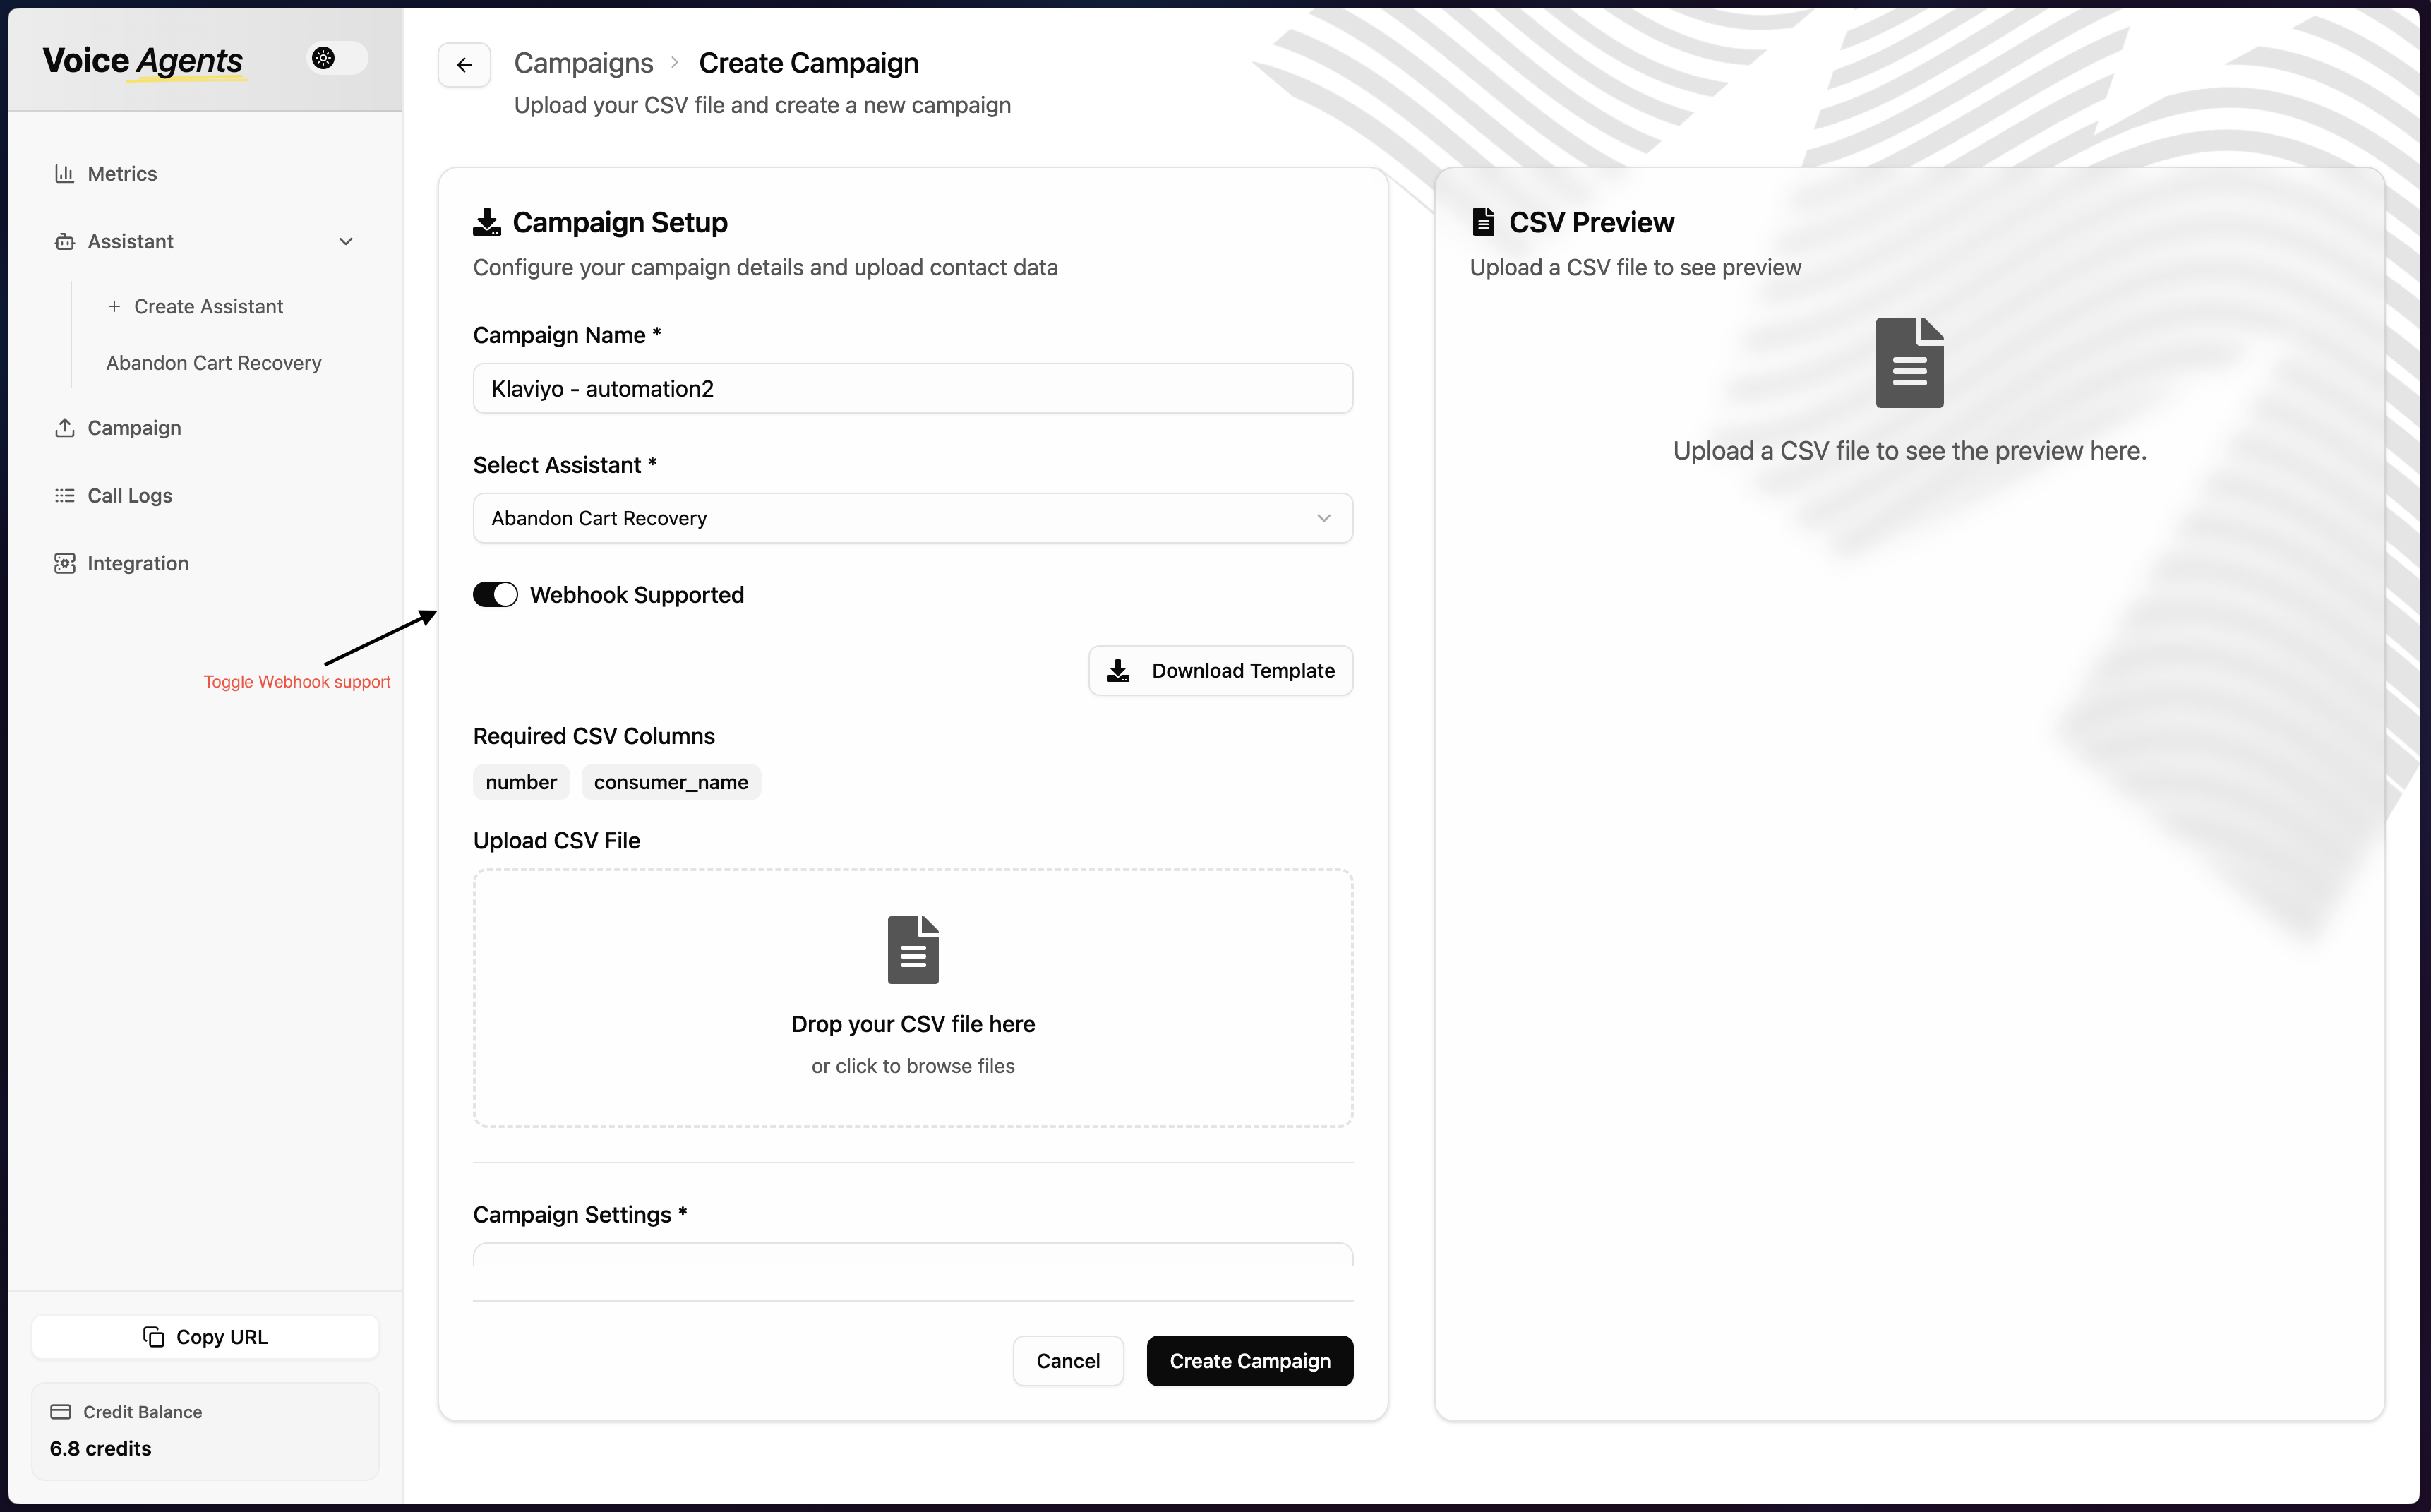 Voice Agents
Metrics
Assistant
+ Create Assistant
Abandon Cart Recovery
Campaign
Call Logs
Integration
Toggle Webhook support
Copy URL
Credit Balance
6.8 credits
Campaigns > Create Campaign
Upload your CSV file and create a new campaign
Campaign Setup
Configure your campaign details and upload contact data
Campaign Name *
Klaviyo - automation2
Select Assistant *
Abandon Cart Recovery
Webhook Supported
Download Template
Required CSV Columns
number consumer_name
Upload CSV File
Drop your CSV file here
or click to browse files
Campaign Settings *
Cancel Create Campaign
CSV Preview
Upload a CSV file to see preview
Upload a CSV file to see the preview here.